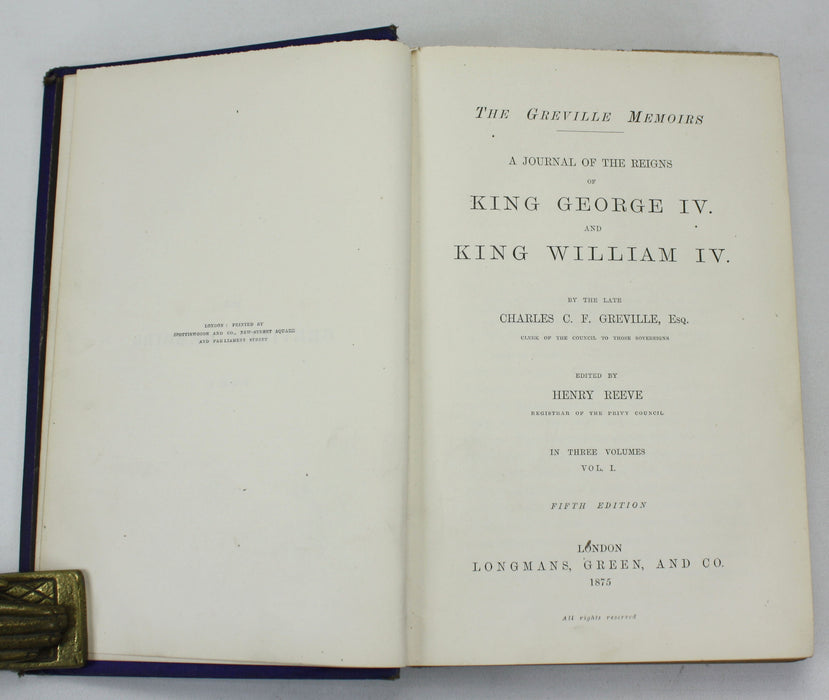 LONDON: PRINTED BY
SPOTTISWOODE AND CO., NEW-STREET SQUARE
AND PARLIAMENT STREET
THE GREVILLE MEMOIRS
A JOURNAL OF THE REIGNS
OF
KING GEORGE IV.
AND
KING WILLIAM IV.
BY THE LATE
CHARLES C. F. GREVILLE, ESQ.
CLERK OF THE COUNCIL TO THOSE SOVEREIGNS
EDITED BY
HENRY REEVE
REGISTRAR OF THE PRIVY COUNCIL
IN THREE VOLUMES
VOL. I.
FIFTH EDITION
LONDON
LONGMANS, GREEN, AND CO.
1875
All rights reserved